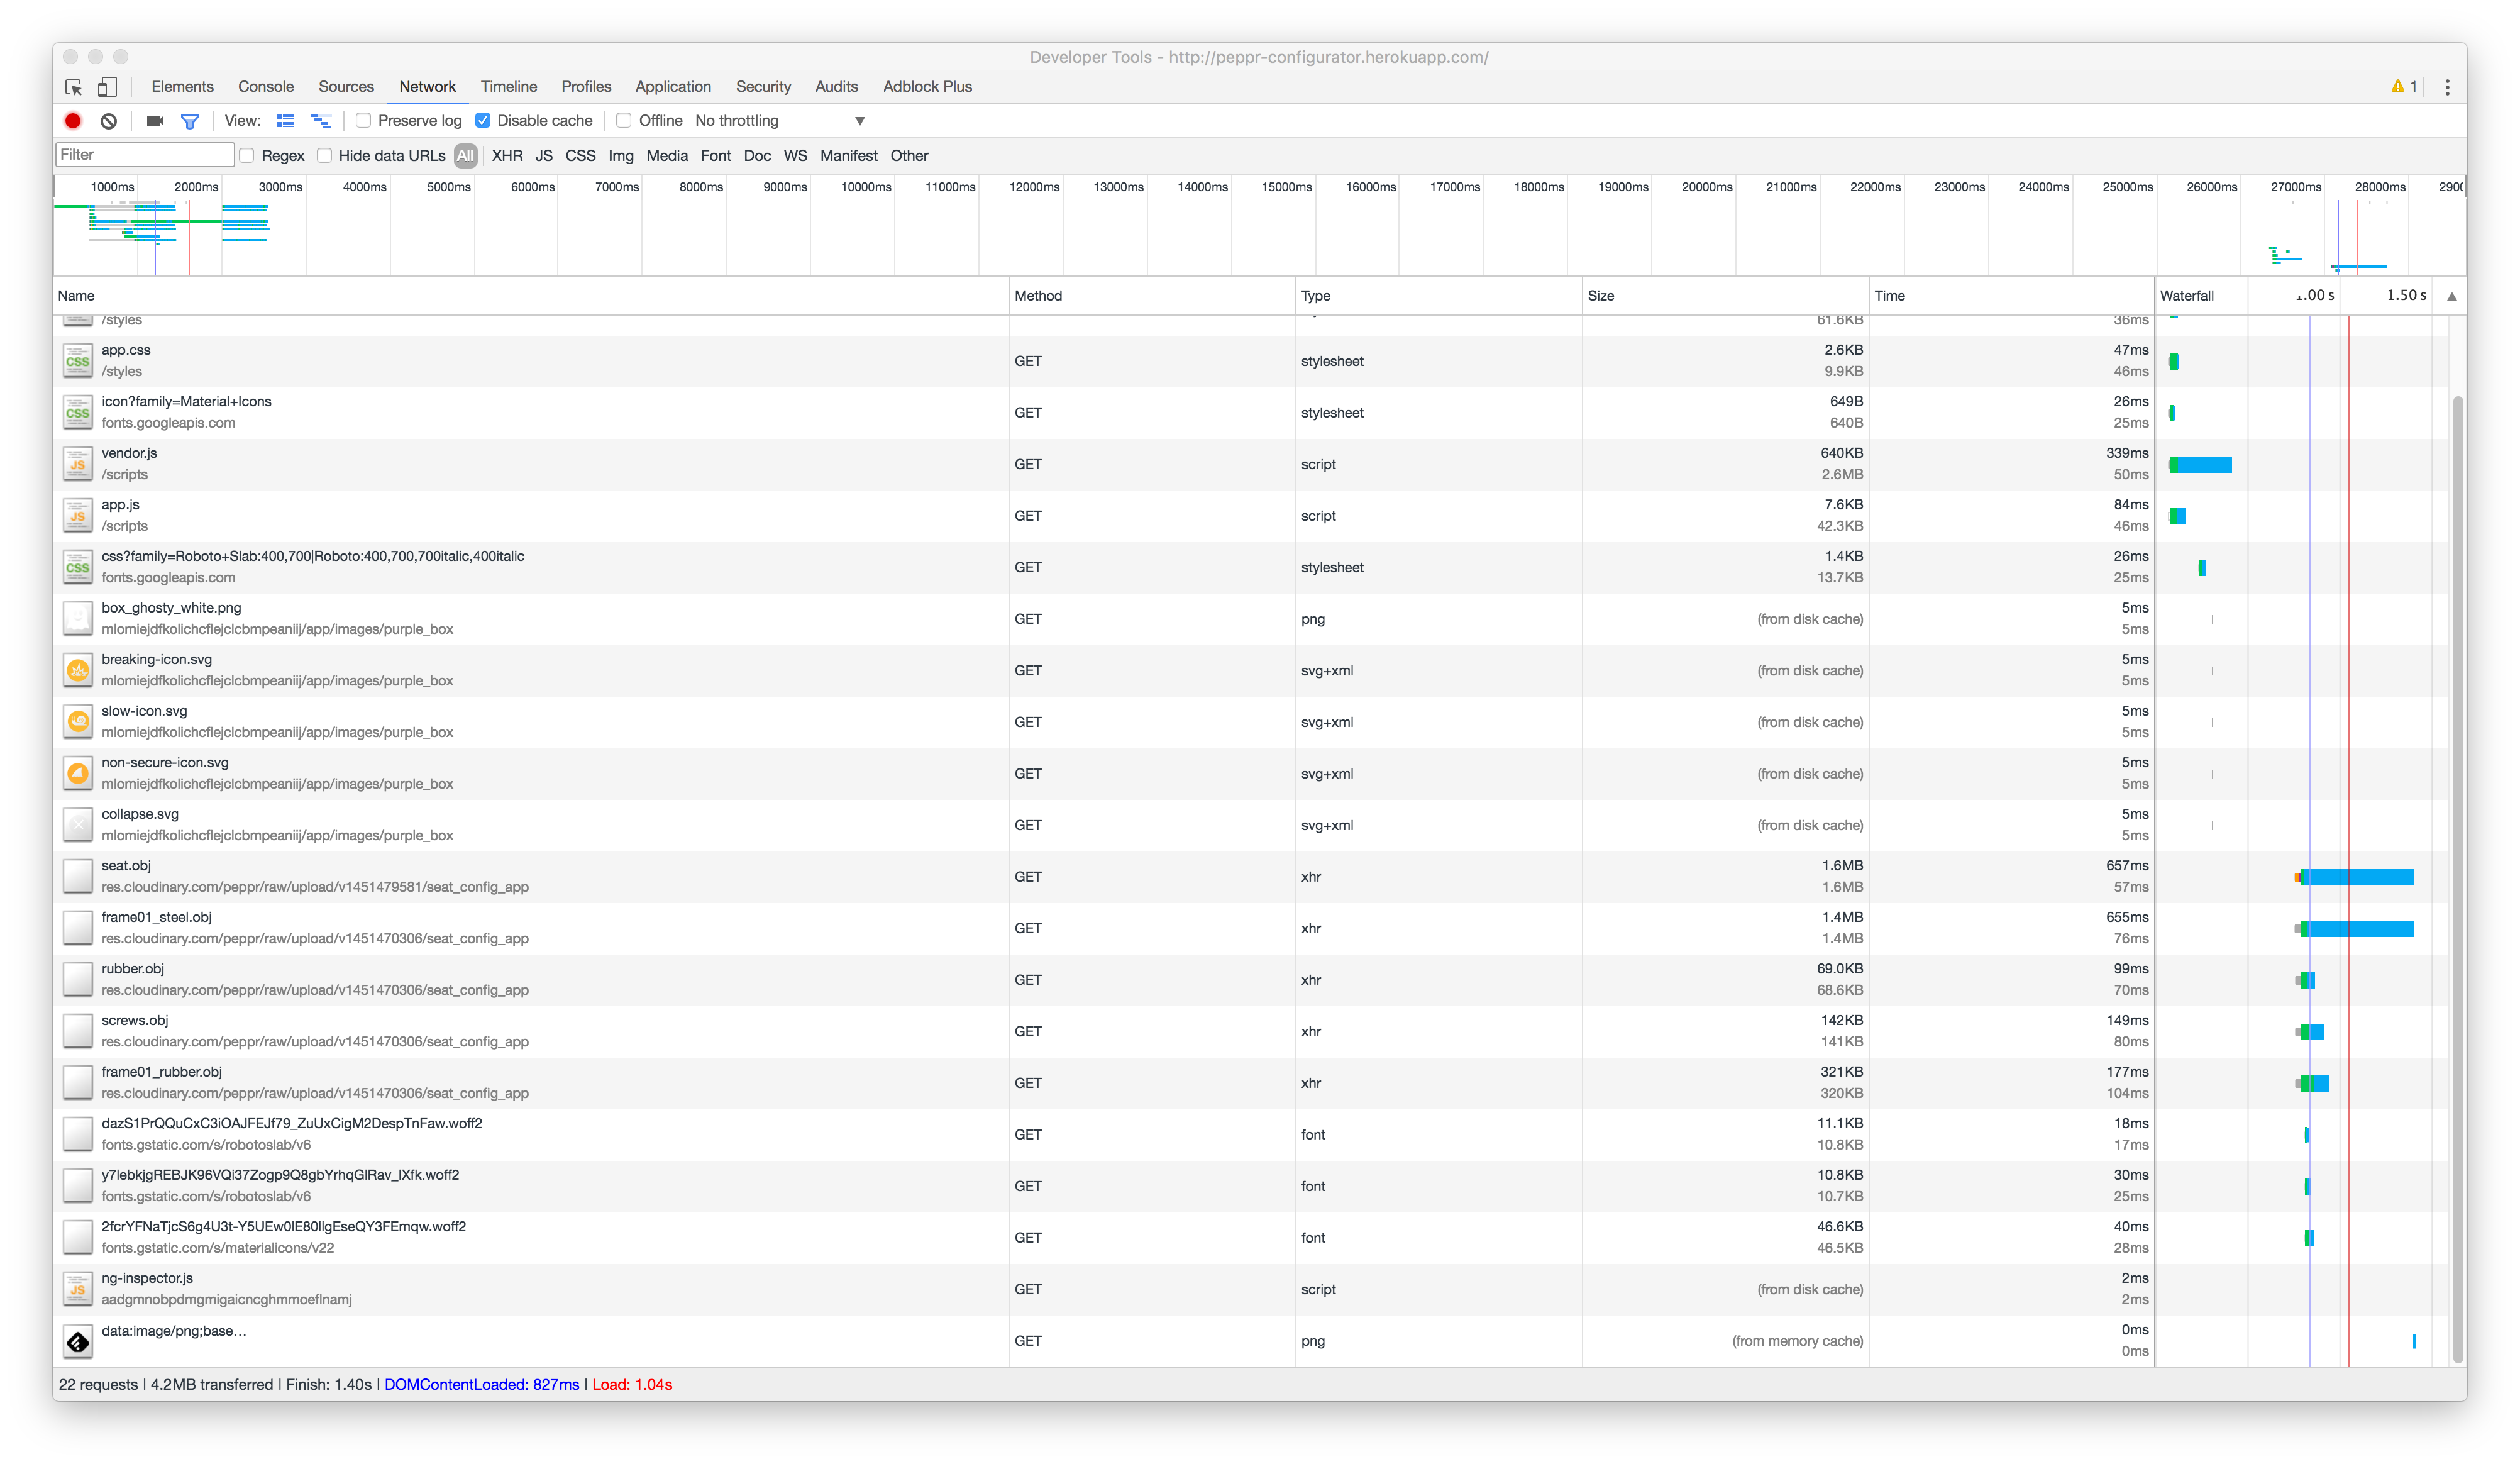 Developer Tools - http://peppr-configurator.herokuapp.com/
Elements Console Sources Network Timeline Profiles Application Security Audits Adblock Plus 1
View: Preserve log Disable cache Offline No throttling
Filter Regex Hide data URLs All XHR JS CSS Img Media Font Doc WS Manifest Other
1000ms 2000ms 3000ms 4000ms 5000ms 6000ms 7000ms 8000ms 9000ms 10000ms 11000ms 12000ms 13000ms 14000ms 15000ms 16000ms 17000ms 18000ms 19000ms 20000ms 21000ms 22000ms 23000ms 24000ms 25000ms 26000ms 27000ms 28000ms
Name Method Type Size Time Waterfall 1.50 s
/styles 61.6KB 36ms
app.css 2.6KB 47ms
CSS GET stylesheet
/styles 9.9KB 46ms
icon?family=Material+Icons 649B 26ms
CSS GET stylesheet
fonts.googleapis.com 640B 25ms
vendor.js 640KB 339ms
JS GET script
/scripts 2.6MB 50ms
app.js 7.6KB 84ms
JS GET script
/scripts 42.3KB 46ms
css?family=Roboto+Slab:400,700|Roboto:400,700,700italic,400italic 1.4KB 26ms
CSS GET stylesheet
fonts.googleapis.com 13.7KB 25ms
box_ghosty_white.png 5ms
GET png (from disk cache)
mlomiejdfkolichcflejclcbmpeaniij/app/images/purple_box 5ms
breaking-icon.svg 5ms
GET svg+xml (from disk cache)
mlomiejdfkolichcflejclcbmpeaniij/app/images/purple_box 5ms
slow-icon.svg 5ms
GET svg+xml (from disk cache)
mlomiejdfkolichcflejclcbmpeaniij/app/images/purple_box 5ms
non-secure-icon.svg 5ms
GET svg+xml (from disk cache)
mlomiejdfkolichcflejclcbmpeaniij/app/images/purple_box 5ms
collapse.svg 5ms
GET svg+xml (from disk cache)
mlomiejdfkolichcflejclcbmpeaniij/app/images/purple_box 5ms
seat.obj 1.6MB 657ms
GET xhr
res.cloudinary.com/peppr/raw/upload/v1451479581/seat_config_app 1.6MB 57ms
frame01_steel.obj 1.4MB 655ms
GET xhr
res.cloudinary.com/peppr/raw/upload/v1451470306/seat_config_app 1.4MB 76ms
rubber.obj 69.0KB 99ms
GET xhr
res.cloudinary.com/peppr/raw/upload/v1451470306/seat_config_app 68.6KB 70ms
screws.obj 142KB 149ms
GET xhr
res.cloudinary.com/peppr/raw/upload/v1451470306/seat_config_app 141KB 80ms
frame01_rubber.obj 321KB 177ms
GET xhr
res.cloudinary.com/peppr/raw/upload/v1451470306/seat_config_app 320KB 104ms
dazS1PrQQuCxC3iOAJFEJf79_ZuUxCigM2DespTnFaw.woff2 11.1KB 18ms
GET font
fonts.gstatic.com/s/robotoslab/v6 10.8KB 17ms
y7lebkjgREBJK96VQi37Zogp9Q8gbYrhqGlRav_IXfk.woff2 10.8KB 30ms
GET font
fonts.gstatic.com/s/robotoslab/v6 10.7KB 25ms
2fcrYFNaTjcS6g4U3t-Y5UEw0lE80llgEseQY3FEmqw.woff2 46.6KB 40ms
GET font
fonts.gstatic.com/s/materialicons/v22 46.5KB 28ms
ng-inspector.js 2ms
JS GET script (from disk cache)
aadgmnobpdmgmigaicncghmmoeflnamj 2ms
data:image/png;base… 0ms
GET png (from memory cache)
0ms
22 requests | 4.2MB transferred | Finish: 1.40s | DOMContentLoaded: 827ms | Load: 1.04s